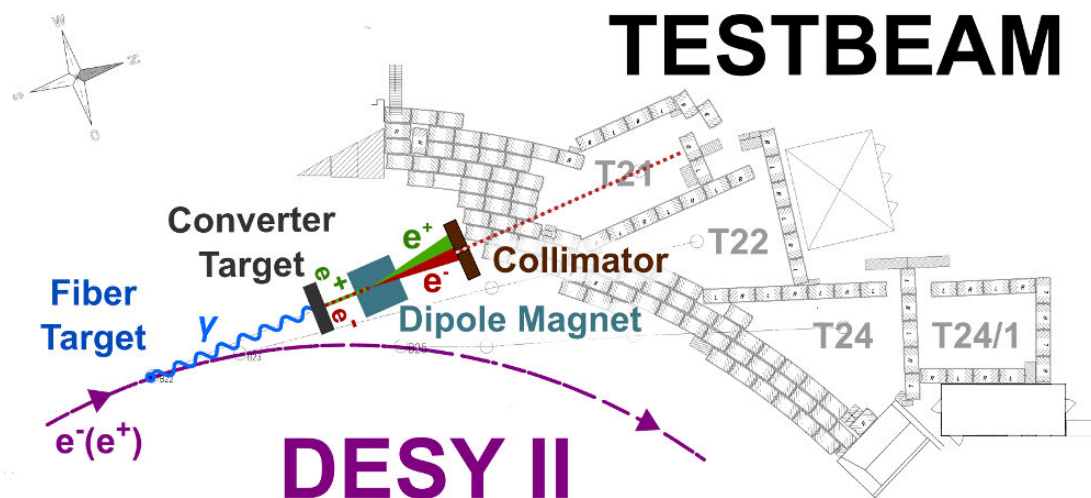 TESTBEAM
W
N
S
O
T21
Converter
Target
e⁺
T22
Collimator
Fiber
Target
e⁺
e⁻
e⁻
γ
Dipole Magnet
T24
T24/1
e⁻(e⁺)
DESY II